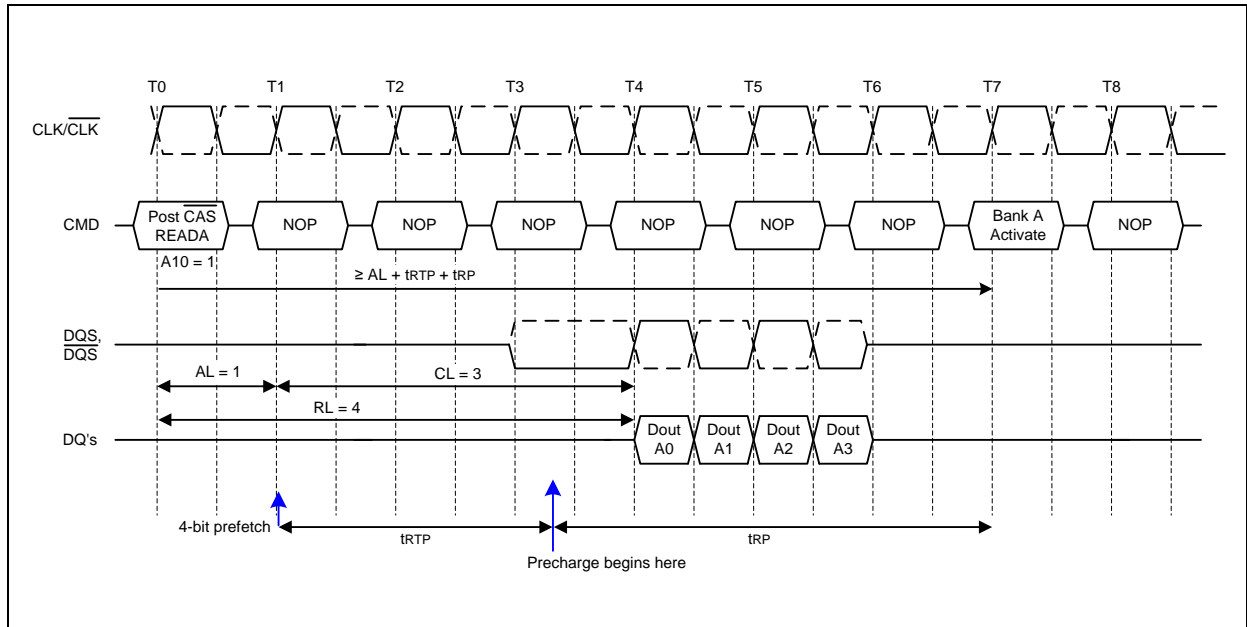 T0 T1 T2 T3 T4 T5 T6 T7 T8
CLK/CLK
CMD
Post CAS
READA
NOP
NOP
NOP
NOP
NOP
NOP
Bank A
Activate
NOP
A10 = 1
≥ AL + tRTP + tRP
DQS,
DQS
AL = 1
CL = 3
RL = 4
DQ's
Dout
A0
Dout
A1
Dout
A2
Dout
A3
4-bit prefetch
tRTP
tRP
Precharge begins here